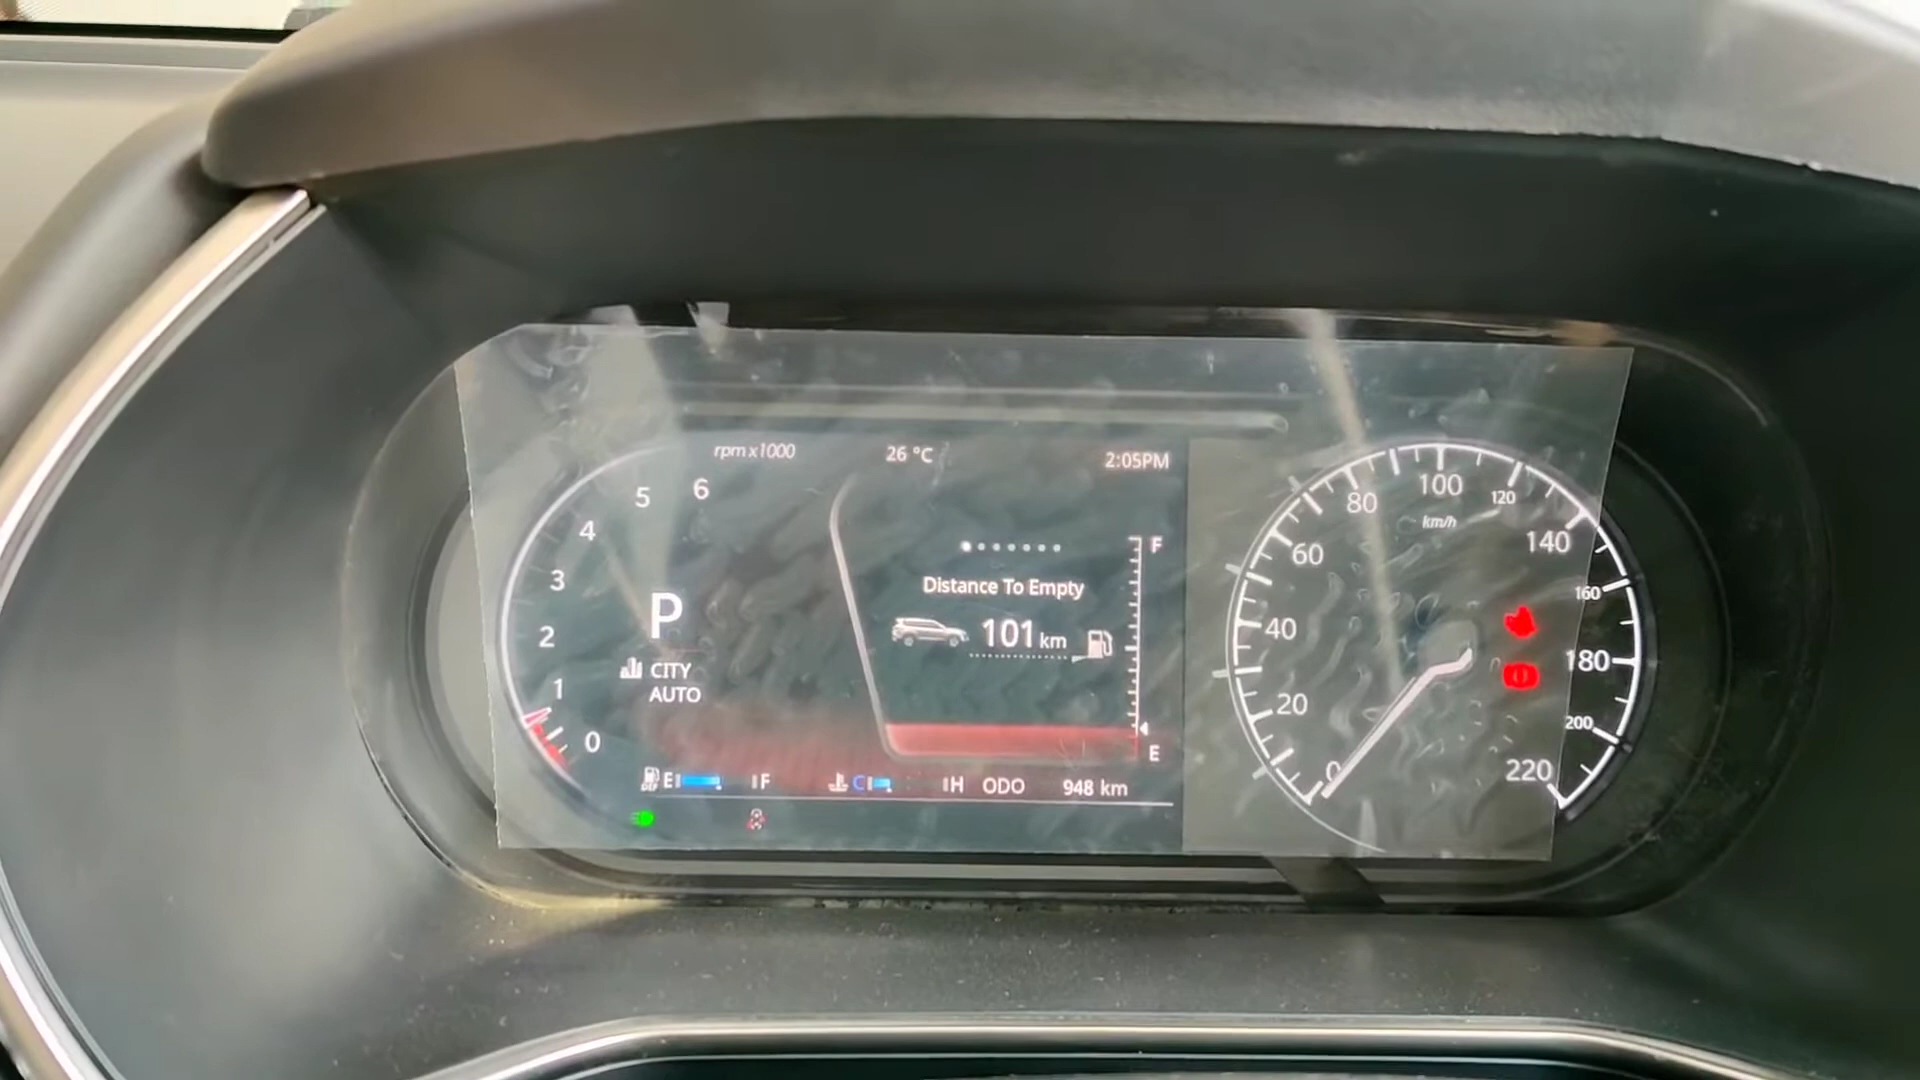 rpm x1000
26 °C
2:05PM
6
5
4
3
2
1
0
P
CITY
AUTO
Distance To Empty
101 km
F
E
DEF E F
C H
ODO 948 km
0
20
40
60
80
100
120
140
160
180
200
220
km/h